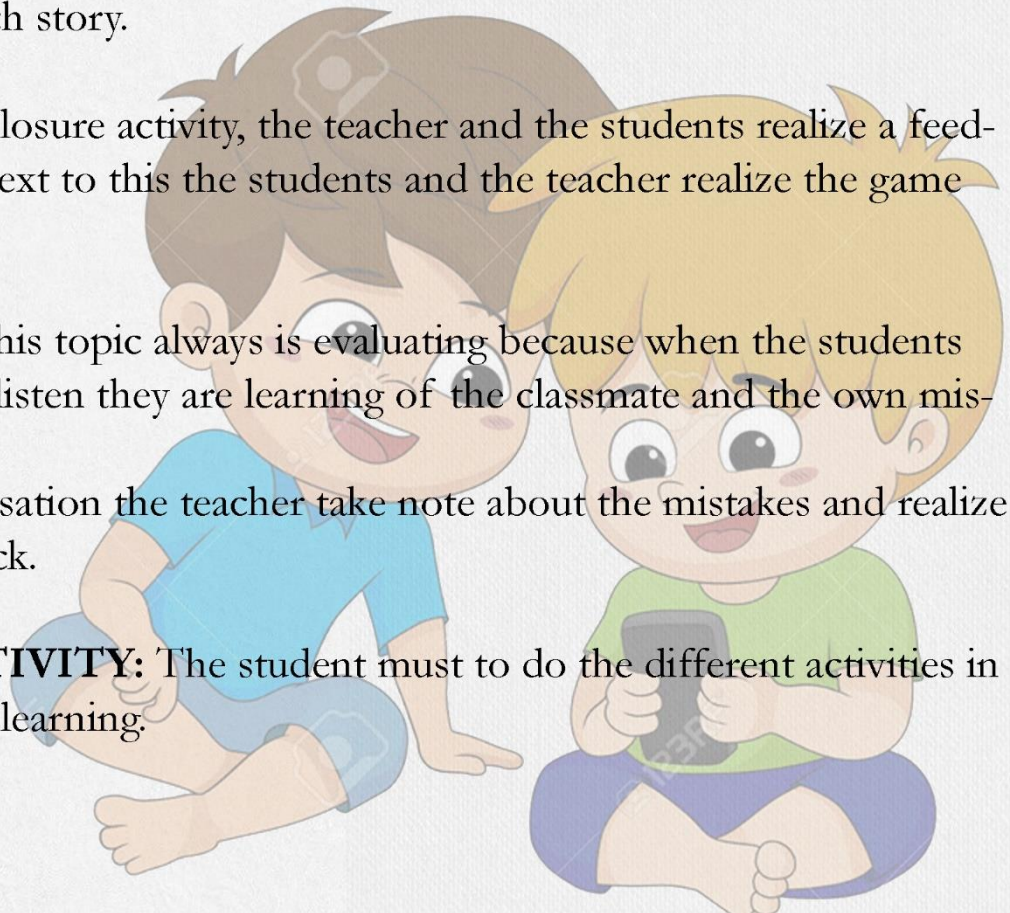 th story.
losure activity, the teacher and the students realize a feed-
ext to this the students and the teacher realize the game
his topic always is evaluating because when the students
listen they are learning of the classmate and the own mis-
sation the teacher take note about the mistakes and realize
ck.
TIVITY: The student must to do the different activities in
learning.